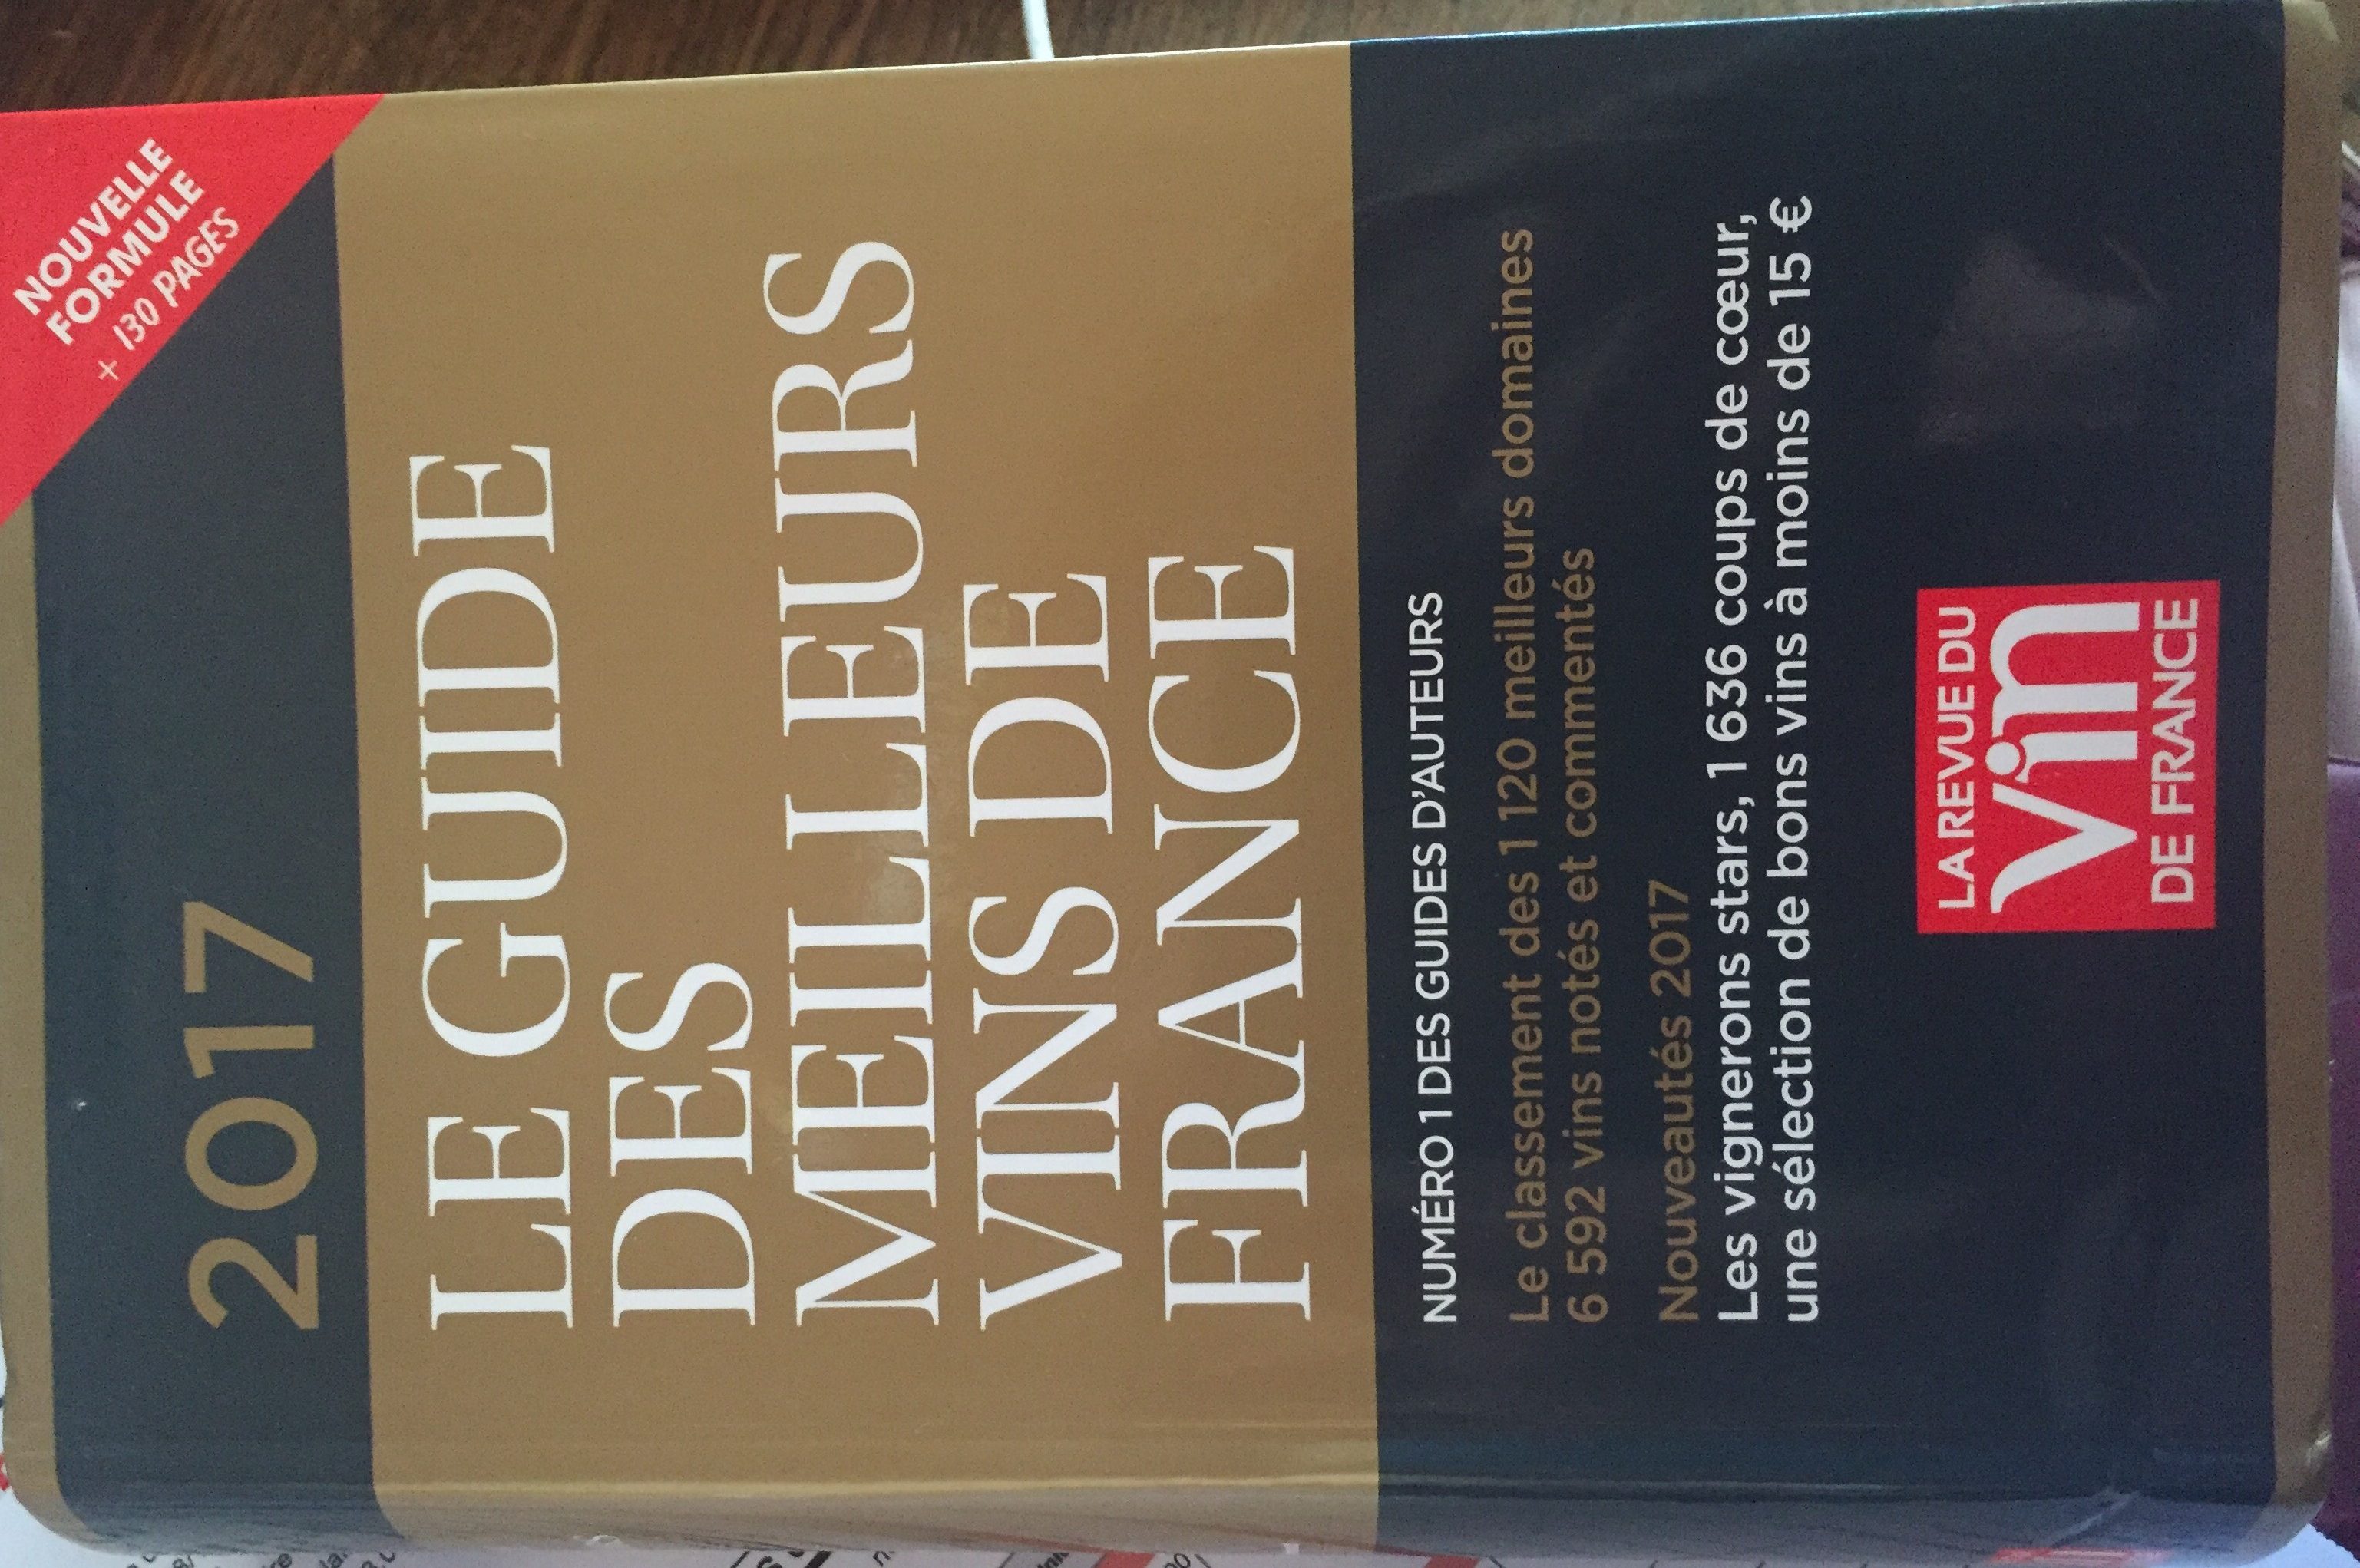 NOUVELLE
FORMULE
+ 130 PAGES
2017
LE GUIDE
DES
MEILLEURS
VINS DE
FRANCE
NUMÉRO 1 DES GUIDES D'AUTEURS
Le classement des 1 120 meilleurs domaines
6 592 vins notés et commentés
Nouveautés 2017
Les vignerons stars, 1 636 coups de cœur,
une sélection de bons vins à moins de 15 €
LA REVUE DU
vin
DE FRANCE